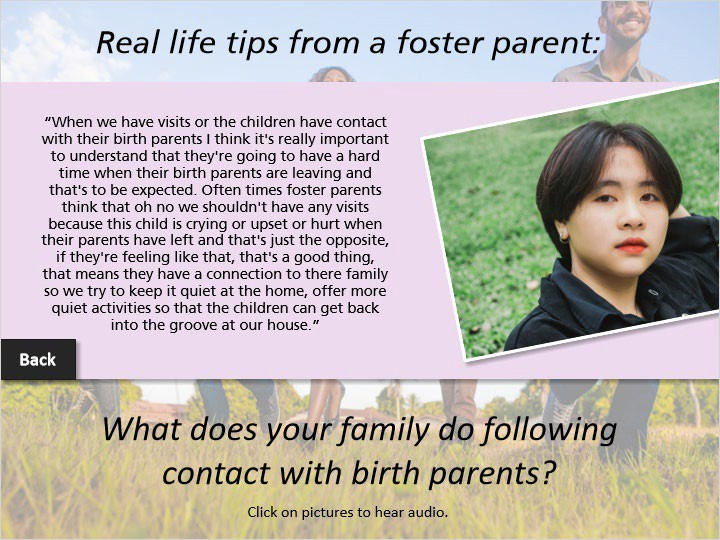 Real life tips from a foster parent:
“When we have visits or the children have contact
with their birth parents I think it's really important
to understand that they're going to have a hard
time when their birth parents are leaving and
that's to be expected. Often times foster parents
think that oh no we shouldn't have any visits
because this child is crying or upset or hurt when
their parents have left and that's just the opposite,
if they're feeling like that, that's a good thing,
that means they have a connection to there family
so we try to keep it quiet at the home, offer more
quiet activities so that the children can get back
into the groove at our house.”
Back
What does your family do following
contact with birth parents?
Click on pictures to hear audio.